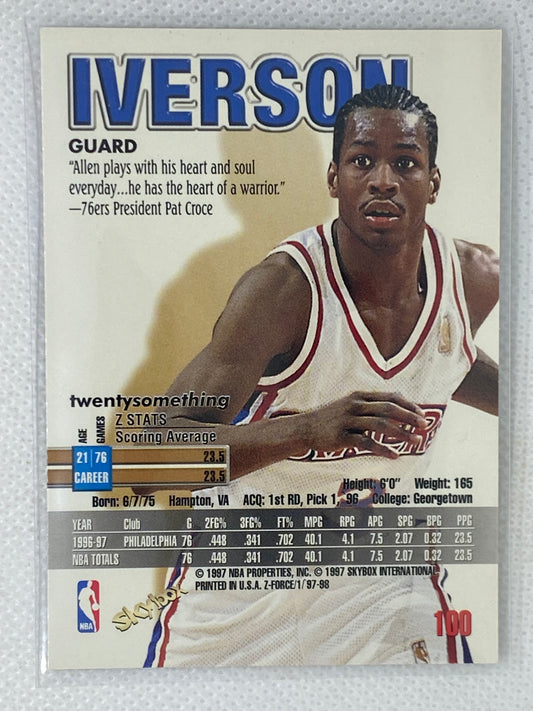 IVERSON
GUARD
“Allen plays with his heart and soul
everyday...he has the heart of a warrior.”
—76ers President Pat Croce
twentysomething
Z STATS
Scoring Average
AGE GAMES
21 76 23.5
CAREER 23.5
Height: 6'0" Weight: 165
Born: 6/7/75 Hampton, VA ACQ: 1st RD, Pick 1, 96 College: Georgetown
YEAR Club G 2FG% 3FG% FT% MPG RPG APG SPG BPG PPG
1996-97 PHILADELPHIA 76 .448 .341 .702 40.1 4.1 7.5 2.07 0.32 23.5
NBA TOTALS 76 .448 .341 .702 40.1 4.1 7.5 2.07 0.32 23.5
© 1997 NBA PROPERTIES, INC. © 1997 SKYBOX INTERNATIONAL
PRINTED IN U.S.A. Z-FORCE/1/97-98
NBA
SkyBox
100